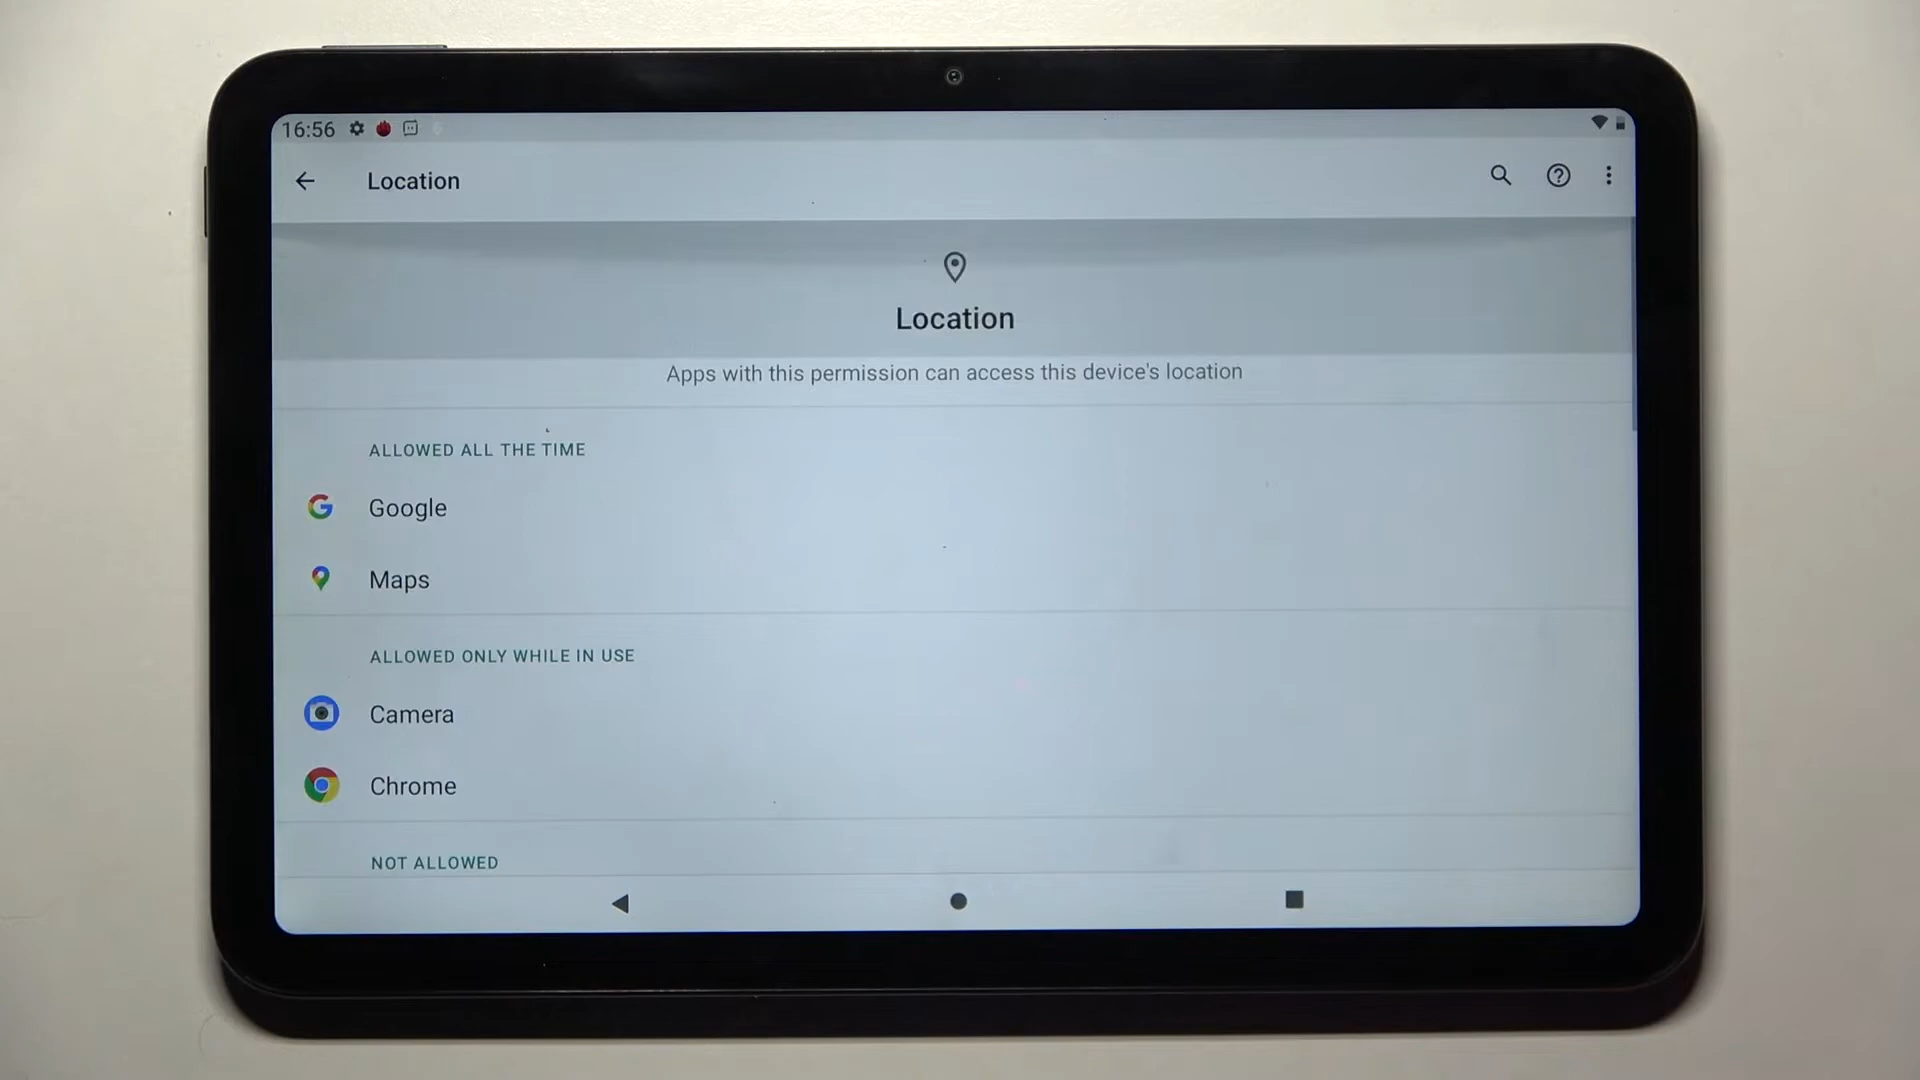 16:56
Location
Location
Apps with this permission can access this device's location
ALLOWED ALL THE TIME
Google
Maps
ALLOWED ONLY WHILE IN USE
Camera
Chrome
NOT ALLOWED